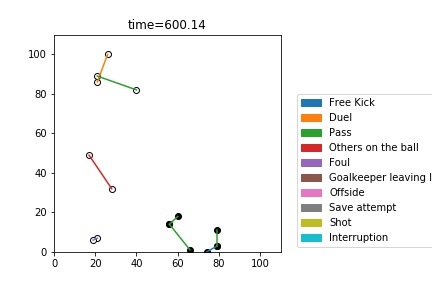 time=600.14
100
80
60
40
20
0
0 20 40 60 80 100
Free Kick
Duel
Pass
Others on the ball
Foul
Goalkeeper leaving l
Offside
Save attempt
Shot
Interruption